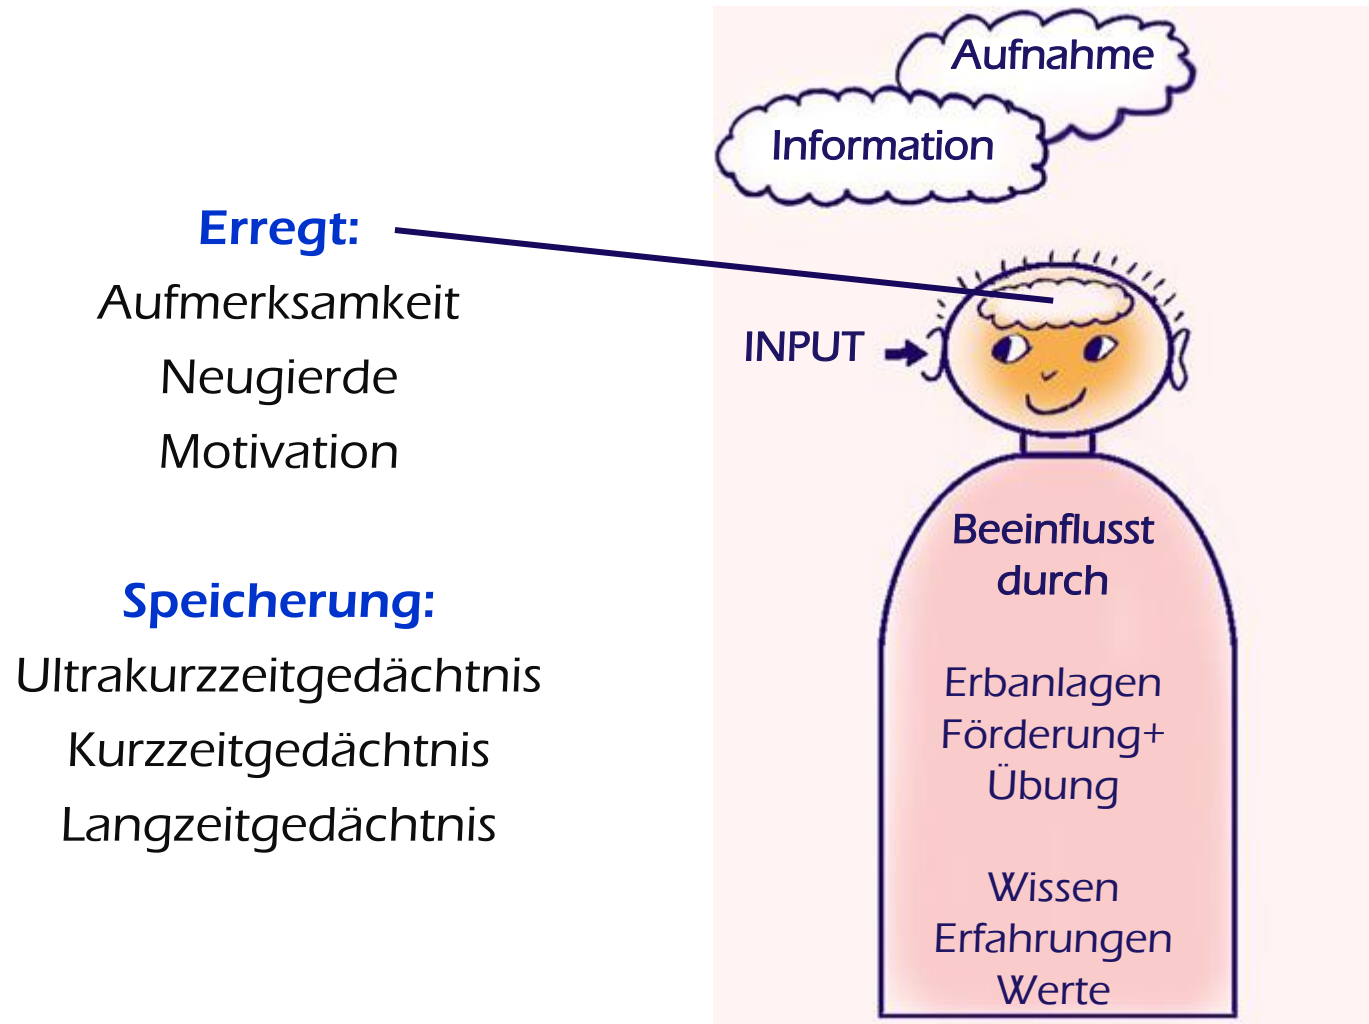 Erregt:
Aufmerksamkeit
Neugierde
Motivation
Speicherung:
Ultrakurzzeitgedächtnis
Kurzzeitgedächtnis
Langzeitgedächtnis
Aufnahme
Information
INPUT
Beeinflusst
durch
Erbanlagen
Förderung+
Übung
Wissen
Erfahrungen
Werte